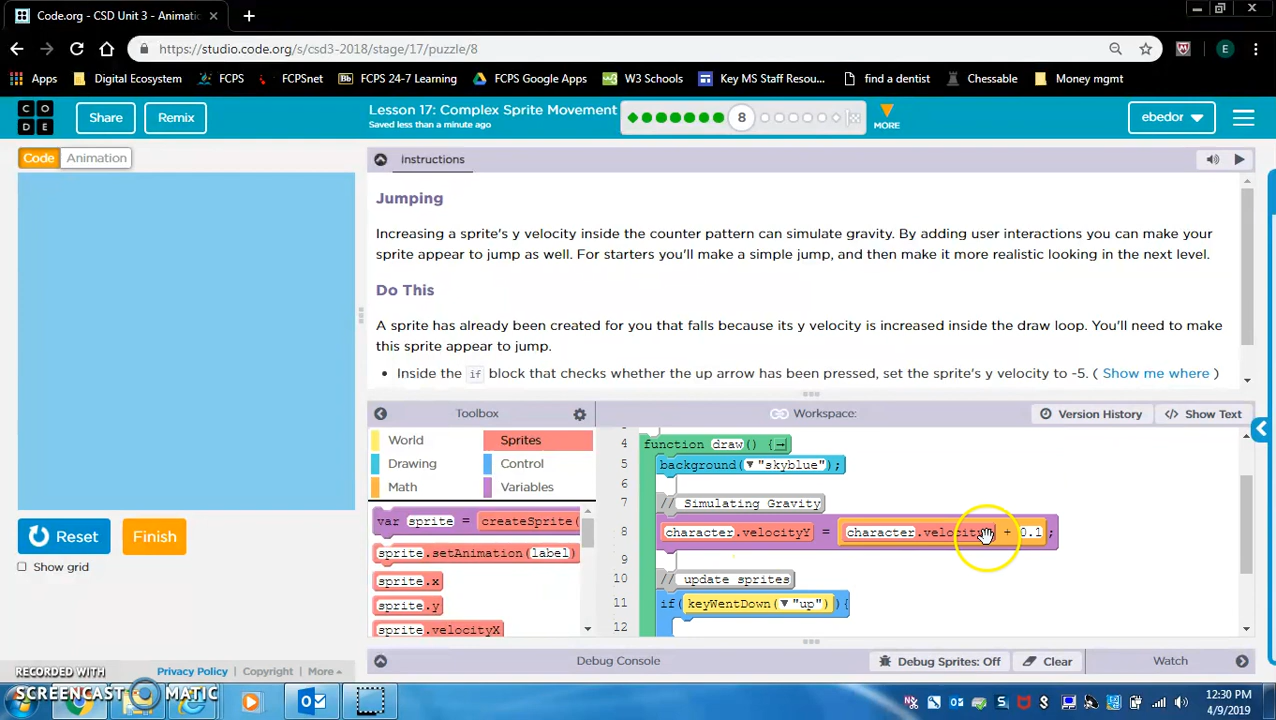 Code.org - CSD Unit 3 - Animatio
https://studio.code.org/s/csd3-2018/stage/17/puzzle/8
E
Apps Digital Ecosystem FCPS FCPSnet Bb FCPS 24-7 Learning FCPS Google Apps W3 Schools Key MS Staff Resou... find a dentist Chessable Money mgmt
C O
D E
Share Remix
Lesson 17: Complex Sprite Movement
Saved less than a minute ago
8
MORE
ebedor
Code Animation
Instructions
Jumping
Increasing a sprite's y velocity inside the counter pattern can simulate gravity. By adding user interactions you can make your
sprite appear to jump as well. For starters you'll make a simple jump, and then make it more realistic looking in the next level.
Do This
A sprite has already been created for you that falls because its y velocity is increased inside the draw loop. You'll need to make
this sprite appear to jump.
• Inside the if block that checks whether the up arrow has been pressed, set the sprite's y velocity to -5. ( Show me where )
Toolbox
Workspace:
Version History
</> Show Text
World Sprites
Drawing Control
Math Variables
var sprite = createSprite(
sprite.setAnimation(label)
sprite.x
sprite.y
sprite.velocityX
4 function draw() {
5 background("skyblue");
6
7 // Simulating Gravity
8 character.velocityY = character.velocity + 0.1;
9
10 // update sprites
11 if(keyWentDown("up")){
12
Reset
Finish
Show grid
Privacy Policy | Copyright | More
Debug Console
Debug Sprites: Off
Clear
Watch
RECORDED WITH
SCREENCAST MATIC
12:30 PM
4/9/2019